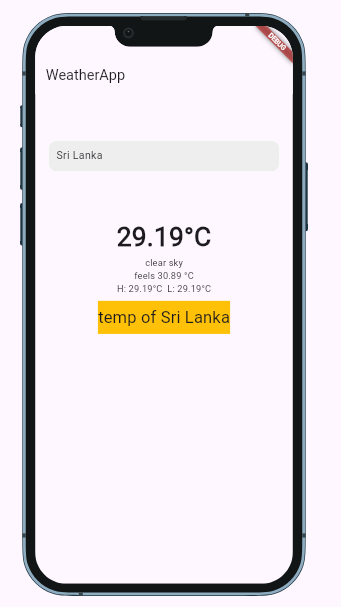 DEBUG
WeatherApp
Sri Lanka
29.19°C
clear sky
feels 30.89 °C
H: 29.19°C L: 29.19°C
temp of Sri Lanka